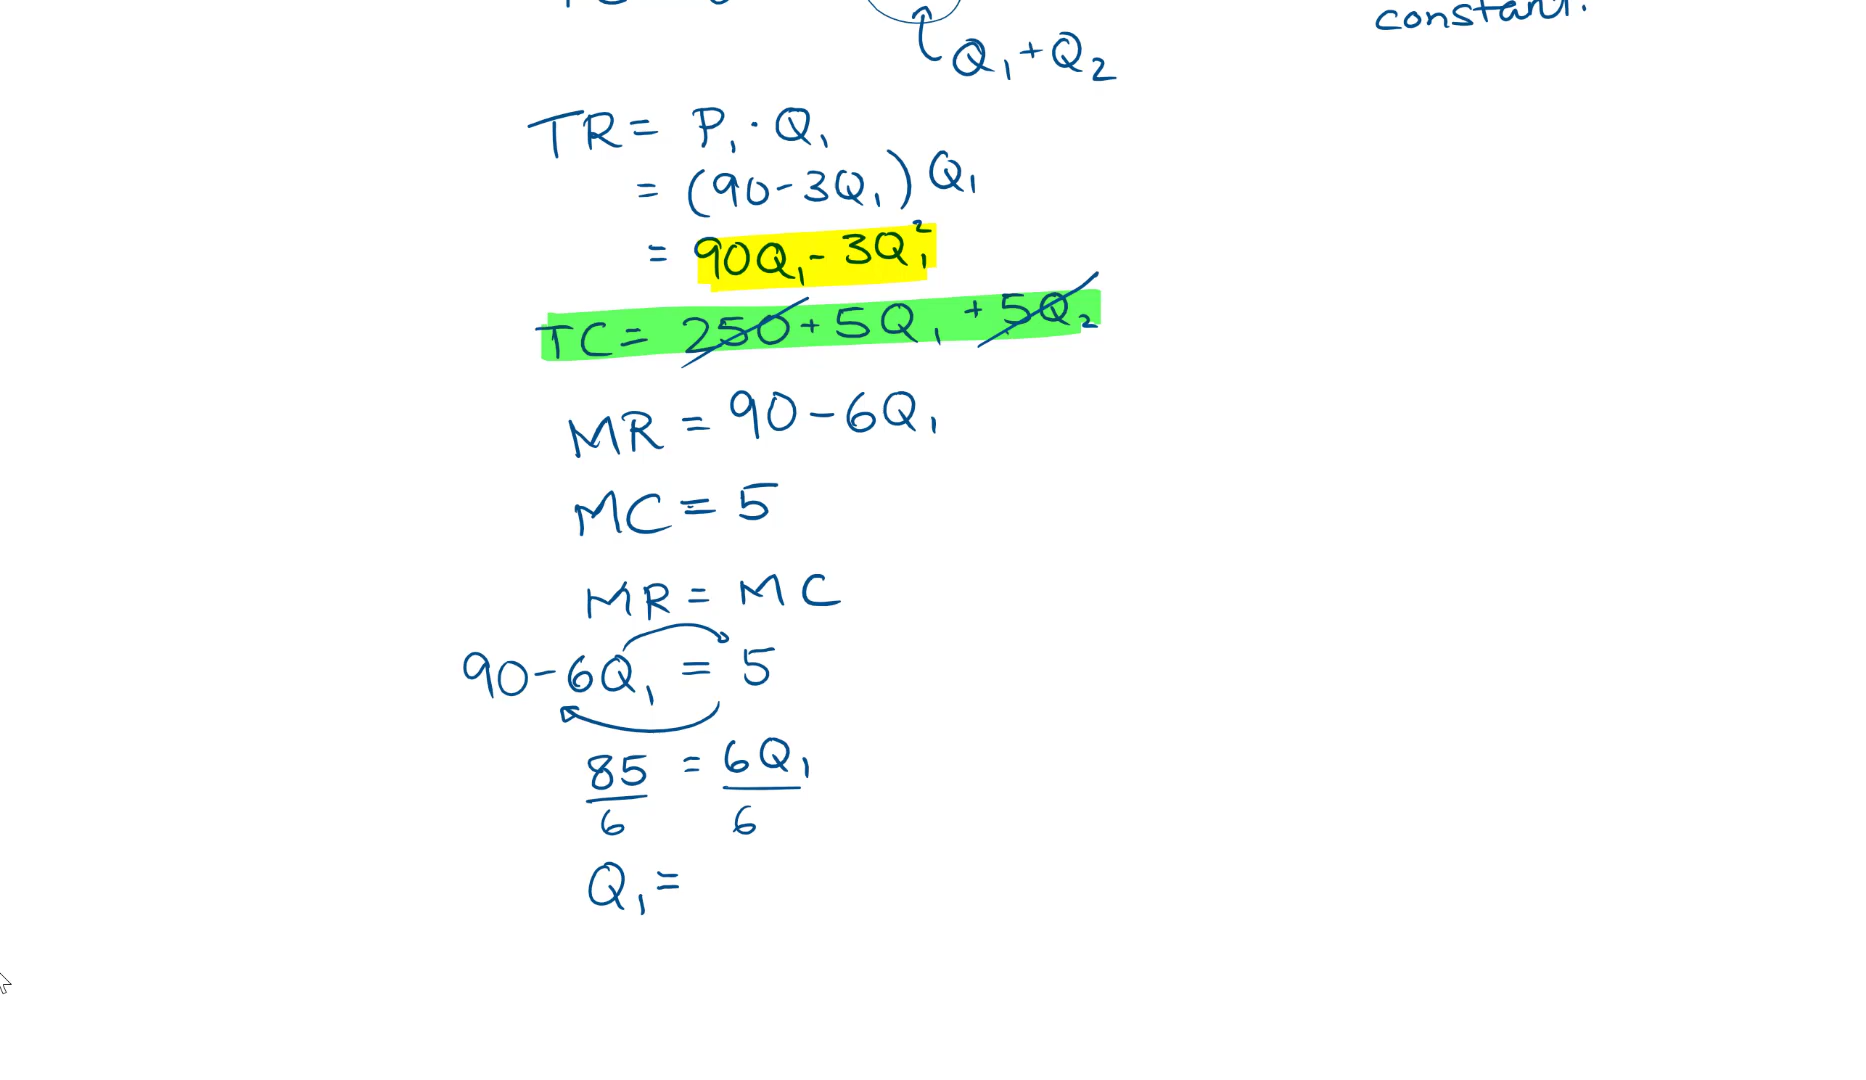 constant.
Q₁ + Q₂
TR = P₁ · Q₁
= (90 - 3Q₁) Q₁
= 90Q₁ - 3Q₁²
TC = 250 + 5Q₁ + 5Q₂
MR = 90 - 6Q₁
MC = 5
MR = MC
90 - 6Q₁ = 5
85/6 = 6Q₁/6
Q₁ =